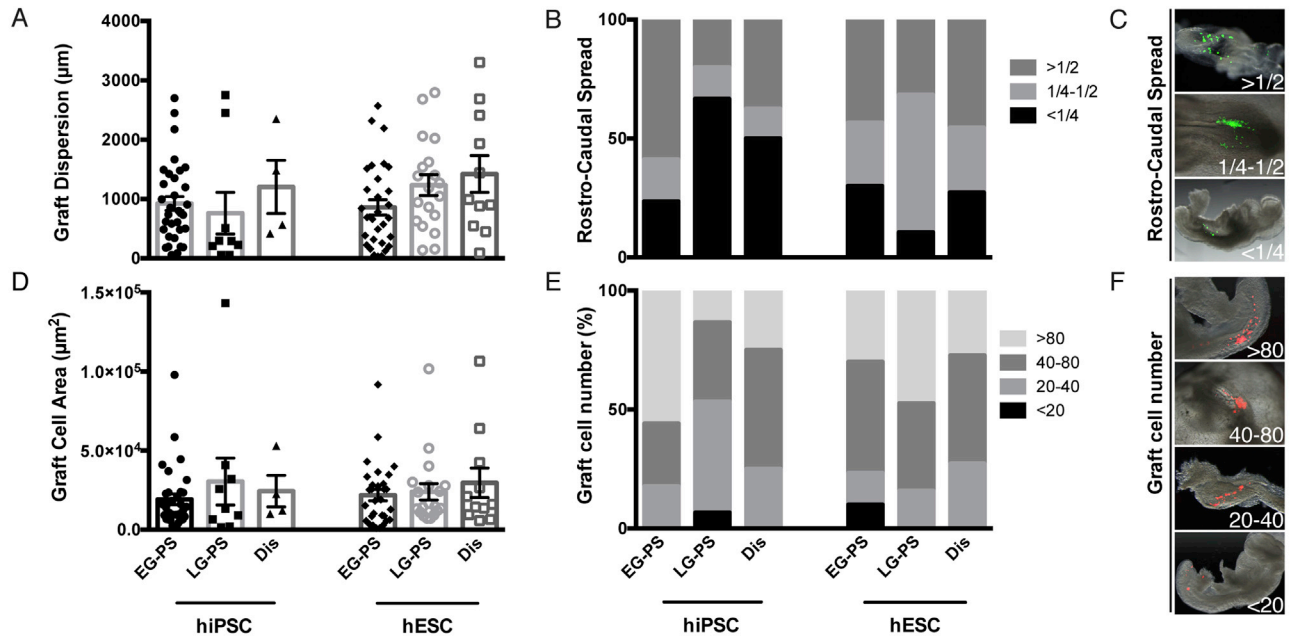 A
Graft Dispersion (µm)
4000
3000
2000
1000
0
B
Rostro-Caudal Spread
100
50
0
>1/2
1/4-1/2
<1/4
C
Rostro-Caudal Spread
>1/2
1/4-1/2
<1/4
D
Graft Cell Area (µm²)
1.5×10⁵
1.0×10⁵
5.0×10⁴
0.0
EG-PS
LG-PS
Dis
EG-PS
LG-PS
Dis
hiPSC
hESC
E
Graft cell number (%)
100
50
0
>80
40-80
20-40
<20
EG-PS
LG-PS
Dis
EG-PS
LG-PS
Dis
hiPSC
hESC
F
Graft cell number
>80
40-80
20-40
<20